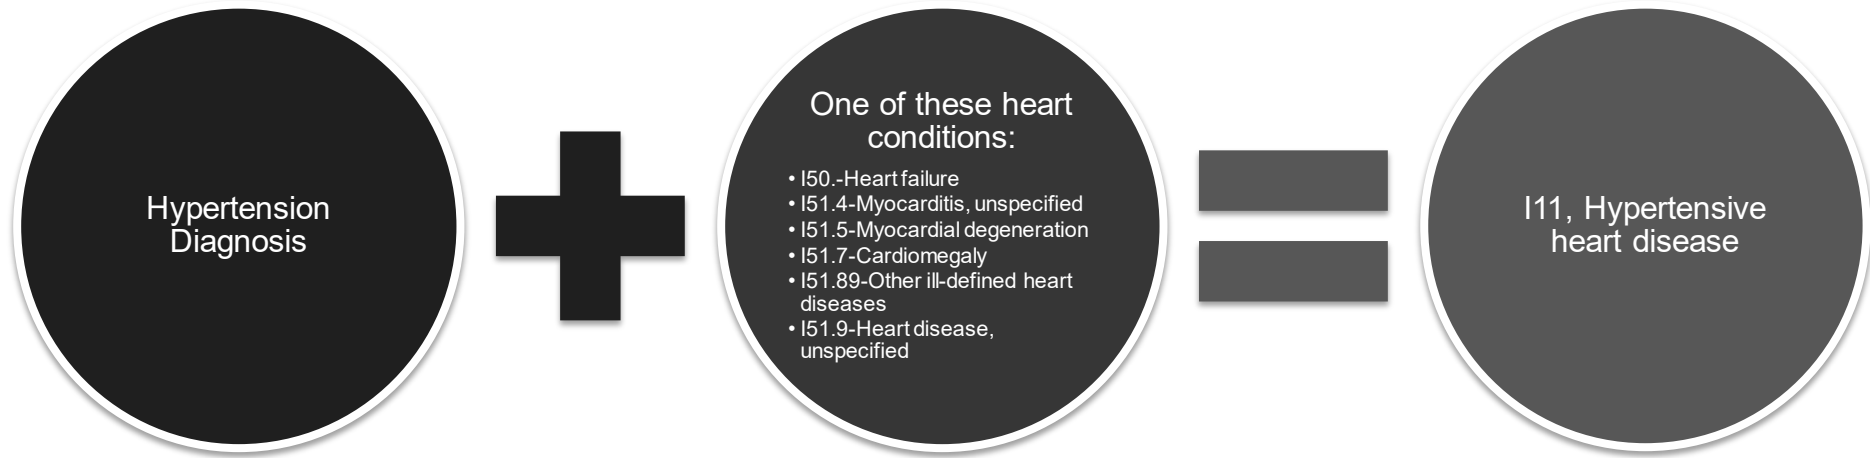 Hypertension
Diagnosis
One of these heart
conditions:
• I50.-Heart failure
• I51.4-Myocarditis, unspecified
• I51.5-Myocardial degeneration
• I51.7-Cardiomegaly
• I51.89-Other ill-defined heart
diseases
• I51.9-Heart disease,
unspecified
I11, Hypertensive
heart disease